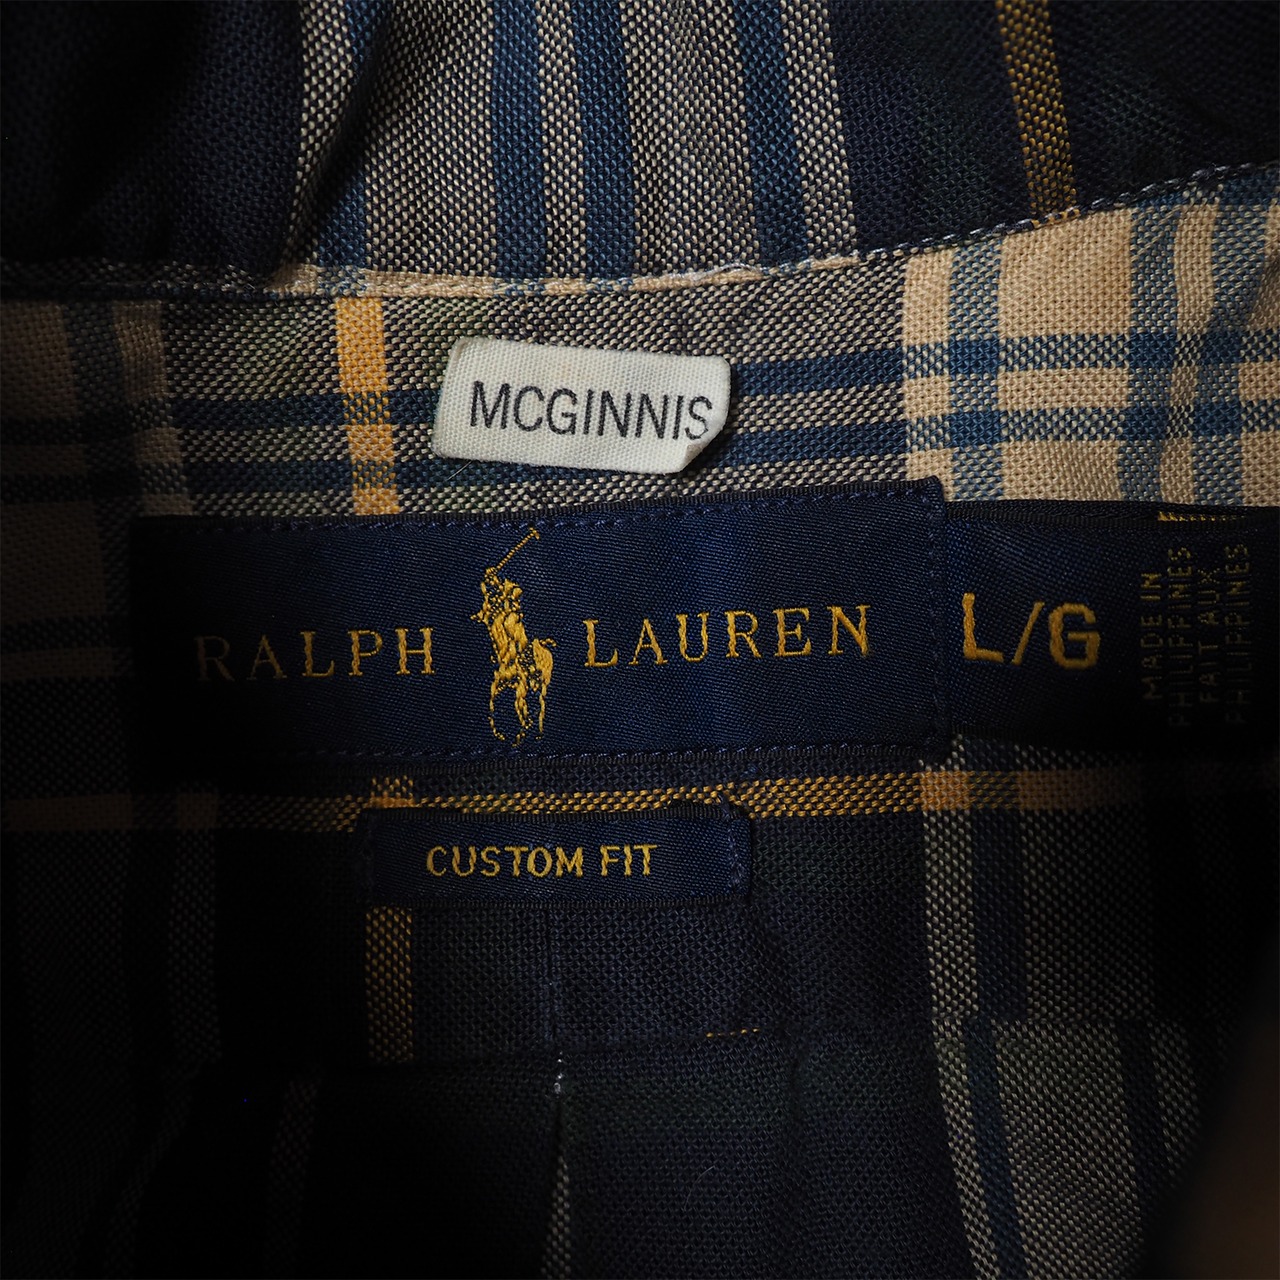 MCGINNIS
RALPH LAUREN
L/G
MADE IN
PHILIPPINES
FAIT AUX
PHILIPPINES
CUSTOM FIT